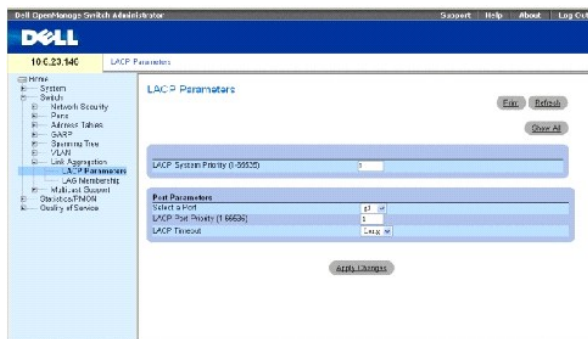 Dell OpenManage Switch Administrator
Support Help About Log Out
DELL
10.6.23.146
LACP Parameters
Home
System
Switch
Network Security
Ports
Address Tables
GARP
Spanning Tree
VLAN
Link Aggregation
LACP Parameters
LAG Membership
Multicast Support
Statistics/RMON
Quality of Service
LACP Parameters
Print Refresh
Show All
LACP System Priority (1-65535) 1
Port Parameters
Select a Port g1
LACP Port Priority (1-65535) 1
LACP Timeout Long
Apply Changes